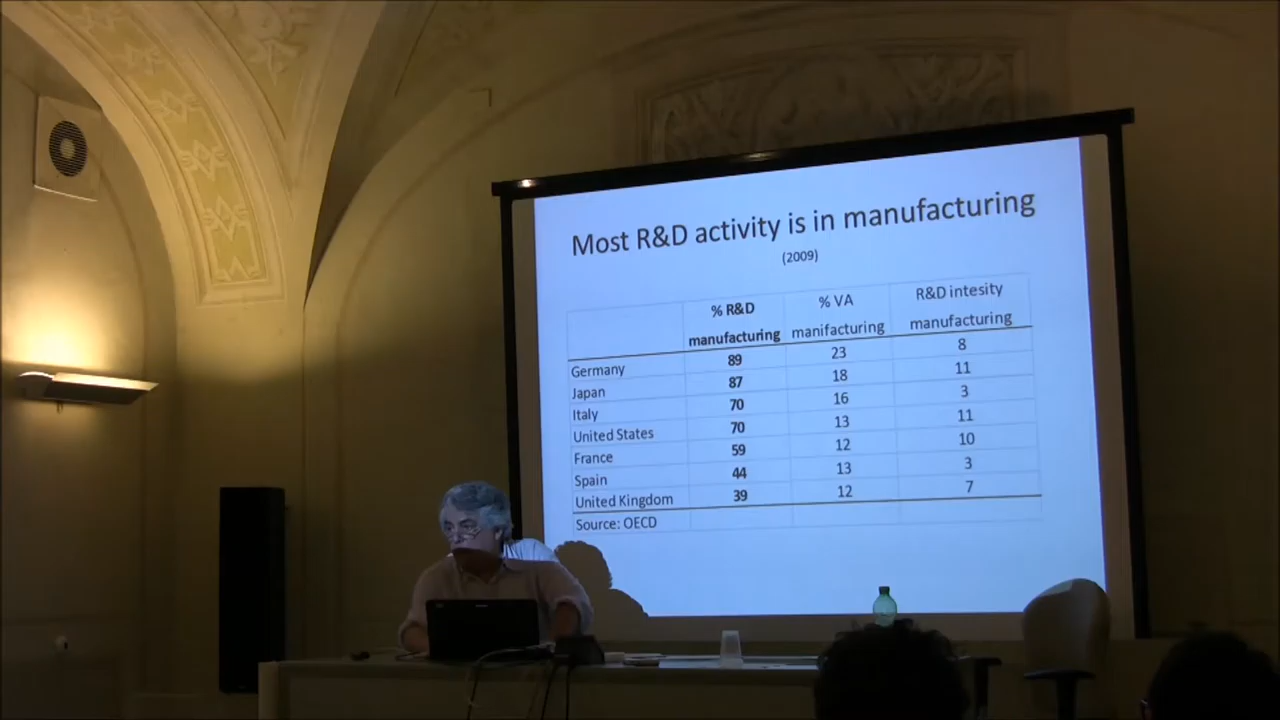 Most R&D activity is in manufacturing
(2009)
% R&D manufacturing % VA manifacturing R&D intesity manufacturing
Germany 89 23 8
Japan 87 18 11
Italy 70 16 3
United States 70 13 11
France 59 12 10
Spain 44 13 3
United Kingdom 39 12 7
Source: OECD